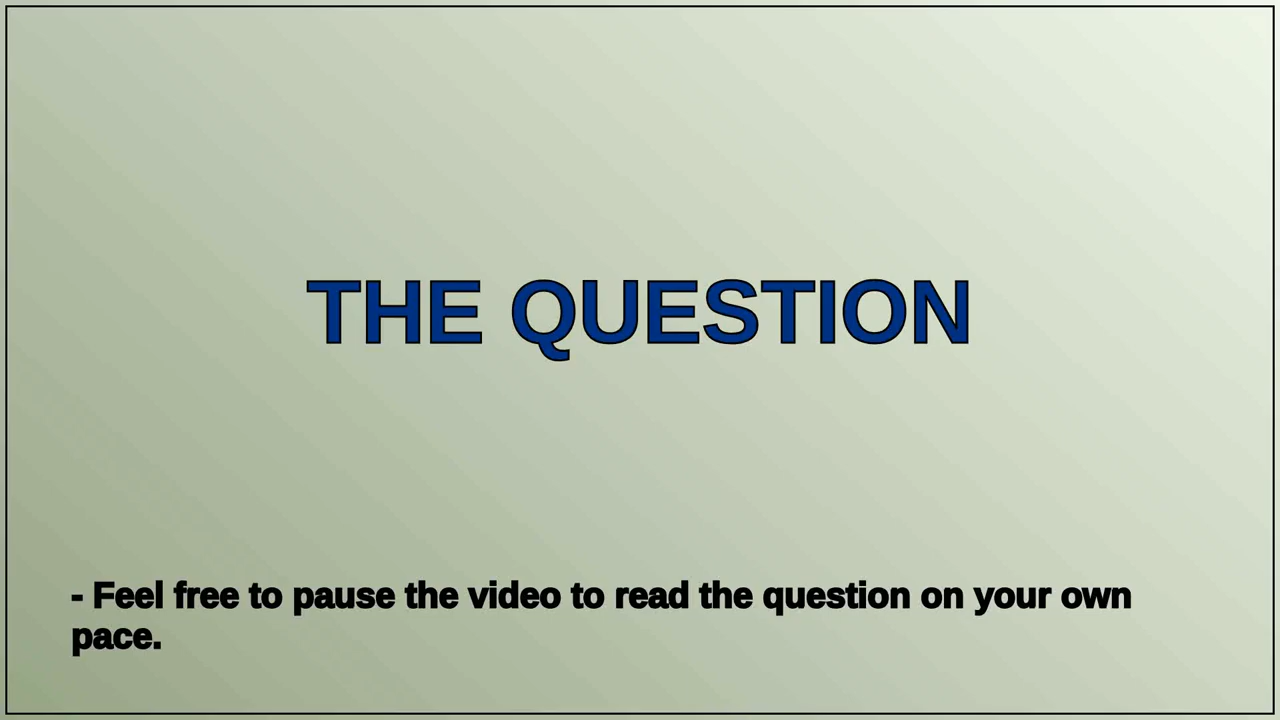 THE QUESTION
- Feel free to pause the video to read the question on your own
pace.